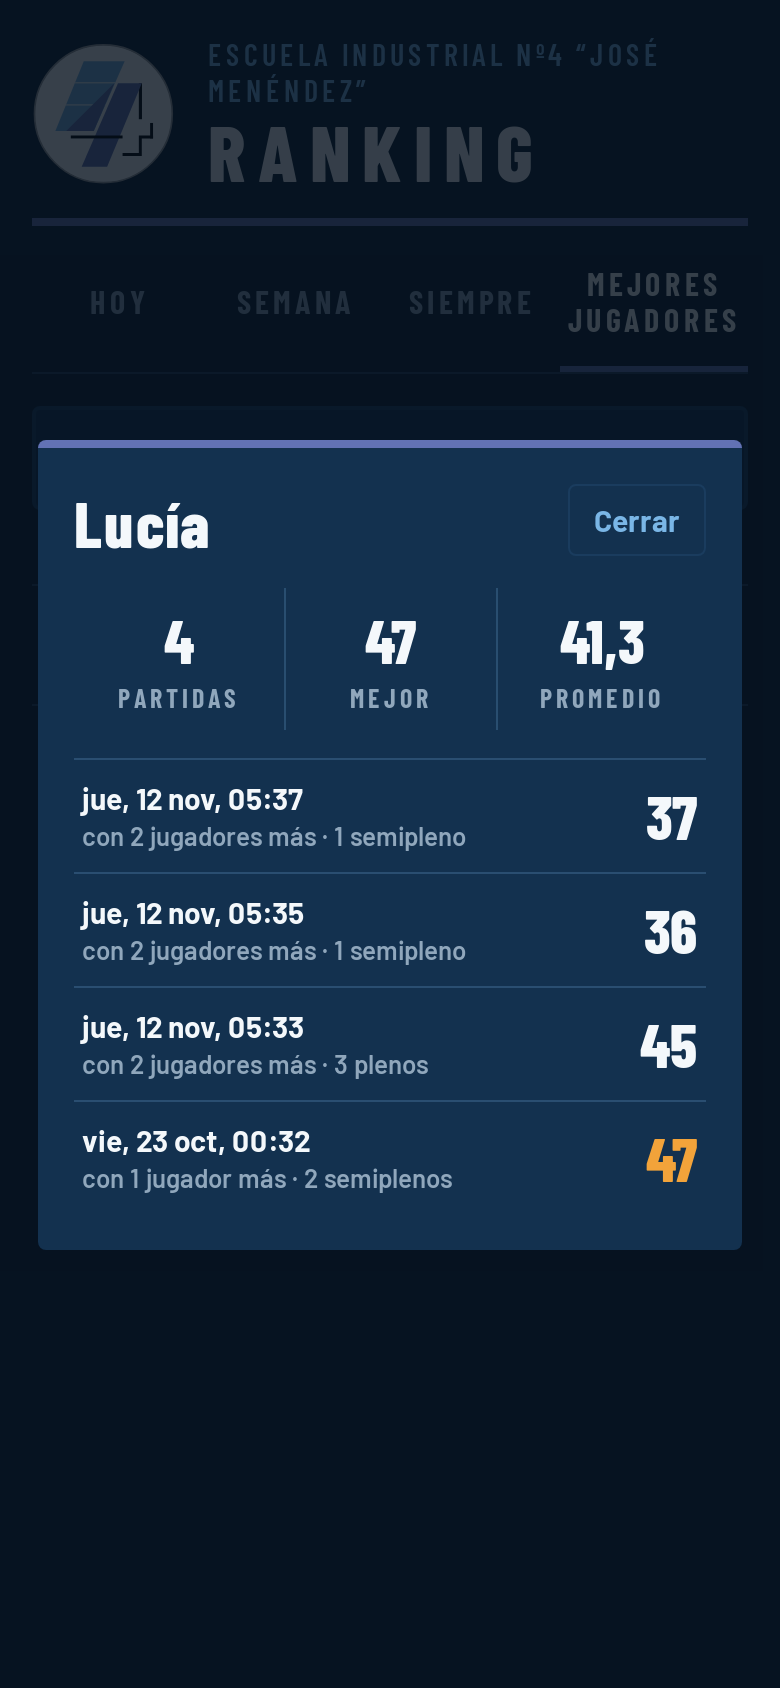 ESCUELA INDUSTRIAL Nº4 “JOSÉ
MENÉNDEZ”
RANKING
HOY
SEMANA
SIEMPRE
MEJORES
JUGADORES
Lucía
Cerrar
4
PARTIDAS
47
MEJOR
41,3
PROMEDIO
jue, 12 nov, 05:37
con 2 jugadores más · 1 semipleno
37
jue, 12 nov, 05:35
con 2 jugadores más · 1 semipleno
36
jue, 12 nov, 05:33
con 2 jugadores más · 3 plenos
45
vie, 23 oct, 00:32
con 1 jugador más · 2 semiplenos
47